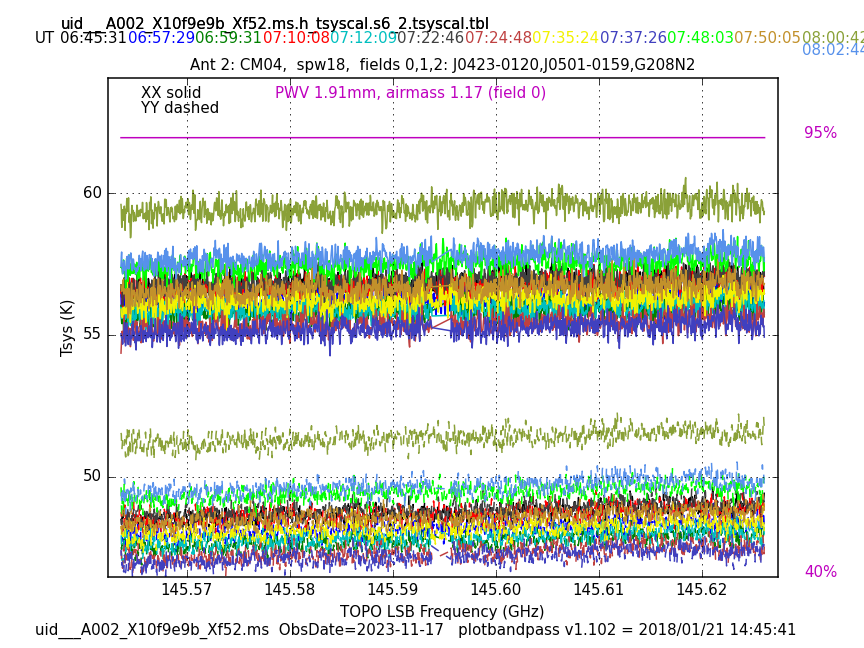 uid___A002_X10f9e9b_Xf52.ms.h_tsyscal.s6_2.tsyscal.tbl
UT 06:45:31 06:57:29 06:59:31 07:10:08 07:12:09 07:22:46 07:24:48 07:35:24 07:37:26 07:48:03 07:50:05 08:00:42
08:02:44
Ant 2: CM04, spw18, fields 0,1,2: J0423-0120,J0501-0159,G208N2
XX solid PWV 1.91mm, airmass 1.17 (field 0)
YY dashed
95%
60
55
50
Tsys (K)
40%
145.57 145.58 145.59 145.60 145.61 145.62
TOPO LSB Frequency (GHz)
uid___A002_X10f9e9b_Xf52.ms ObsDate=2023-11-17 plotbandpass v1.102 = 2018/01/21 14:45:41